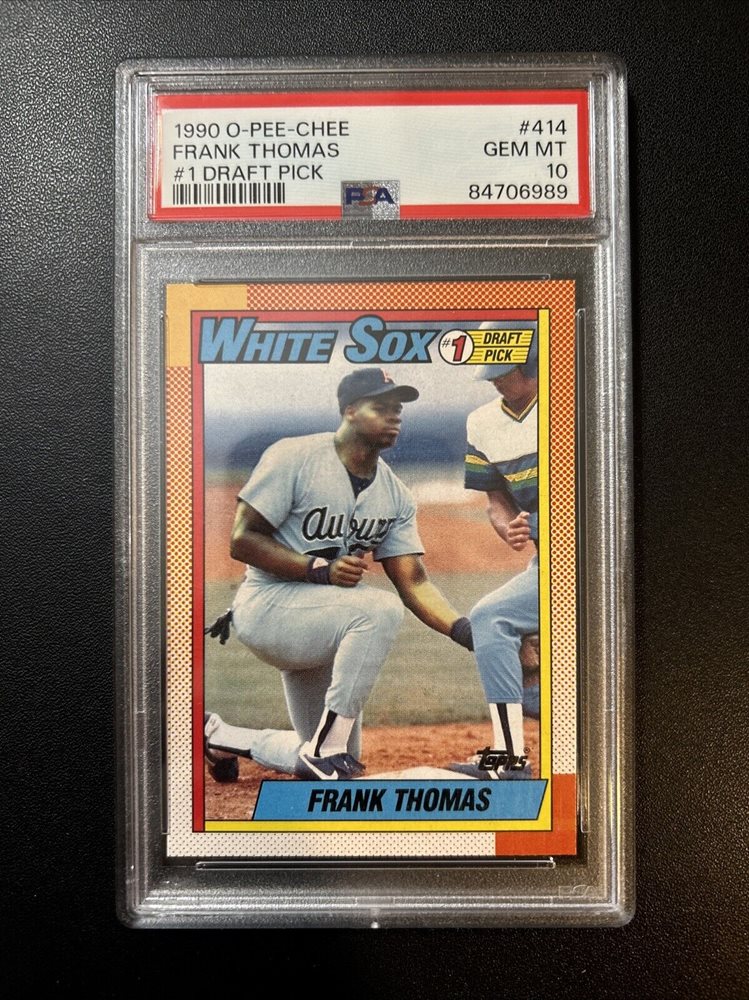 1990 O-PEE-CHEE #414
FRANK THOMAS GEM MT
#1 DRAFT PICK 10
PSA 84706989
WHITE SOX #1 DRAFT PICK
Auburn
topps®
FRANK THOMAS